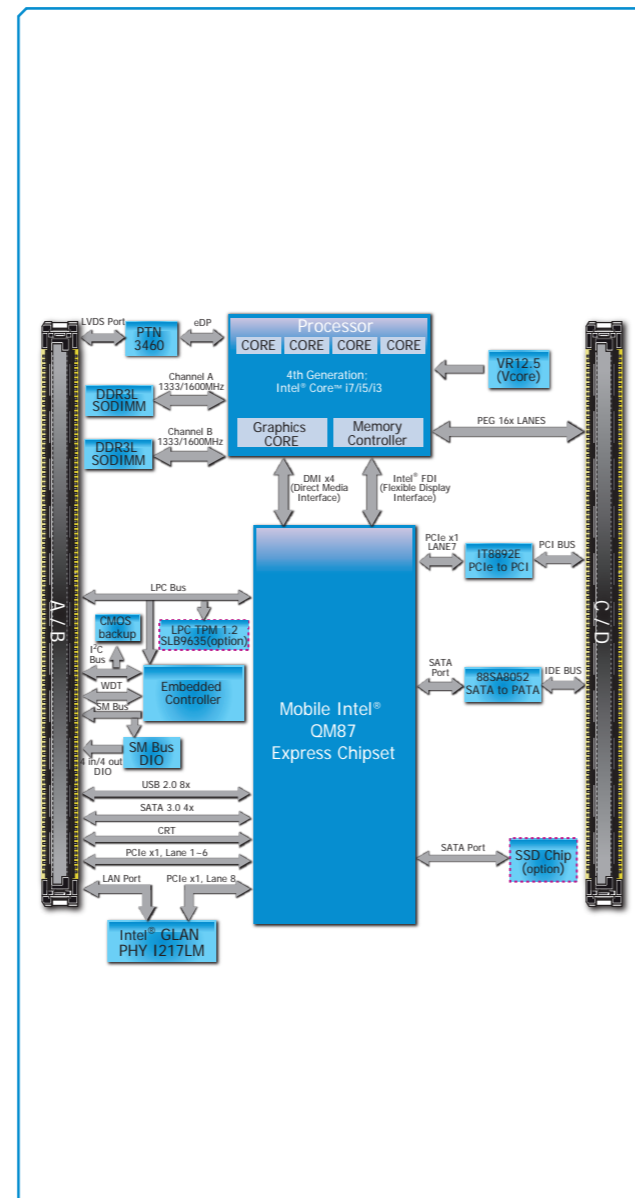 LVDS Port
PTN
3460
eDP
Processor
CORE CORE CORE CORE
4th Generation;
Intel® Core™ i7/i5/i3
Graphics
CORE
Memory
Controller
VR12.5
(Vcore)
DDR3L
SODIMM
Channel A
1333/1600MHz
DDR3L
SODIMM
Channel B
1333/1600MHz
PEG 16x LANES
DMI x4
(Direct Media
Interface)
Intel® FDI
(Flexible Display
Interface)
PCIe x1
LANE7
IT8892E
PCIe to PCI
PCI BUS
A / B
C / D
LPC Bus
CMOS
backup
LPC TPM 1.2
SLB9635(option)
I²C
Bus
WDT
SM Bus
Embedded
Controller
SATA
Port
88SA8052
SATA to PATA
IDE BUS
Mobile Intel®
QM87
Express Chipset
4 in/4 out
DIO
SM Bus
DIO
USB 2.0 8x
SATA 3.0 4x
CRT
PCIe x1, Lane 1~6
SATA Port
SSD Chip
(option)
LAN Port
PCIe x1, Lane 8
Intel® GLAN
PHY I217LM